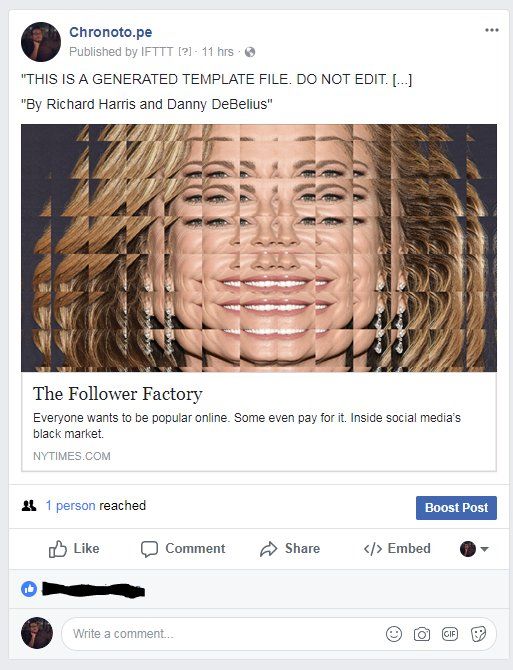 Chronoto.pe
Published by IFTTT [?] · 11 hrs ·
"THIS IS A GENERATED TEMPLATE FILE. DO NOT EDIT. [...]
"By Richard Harris and Danny DeBelius"
The Follower Factory
Everyone wants to be popular online. Some even pay for it. Inside social media's
black market.
NYTIMES.COM
1 person reached
Boost Post
Like Comment Share </> Embed
Write a comment...
GIF